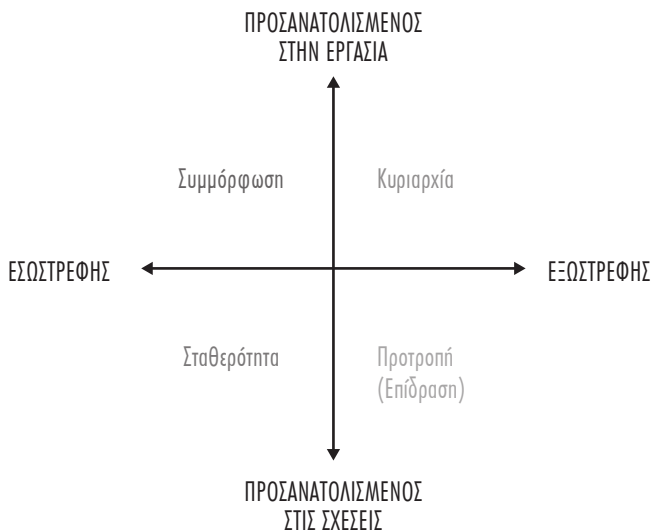 ΠΡΟΣΑΝΑΤΟΛΙΣΜΕΝΟΣ
ΣΤΗΝ ΕΡΓΑΣΙΑ
Συμμόρφωση
Κυριαρχία
ΕΣΩΣΤΡΕΦΗΣ
ΕΞΩΣΤΡΕΦΗΣ
Σταθερότητα
Προτροπή
(Επίδραση)
ΠΡΟΣΑΝΑΤΟΛΙΣΜΕΝΟΣ
ΣΤΙΣ ΣΧΕΣΕΙΣ